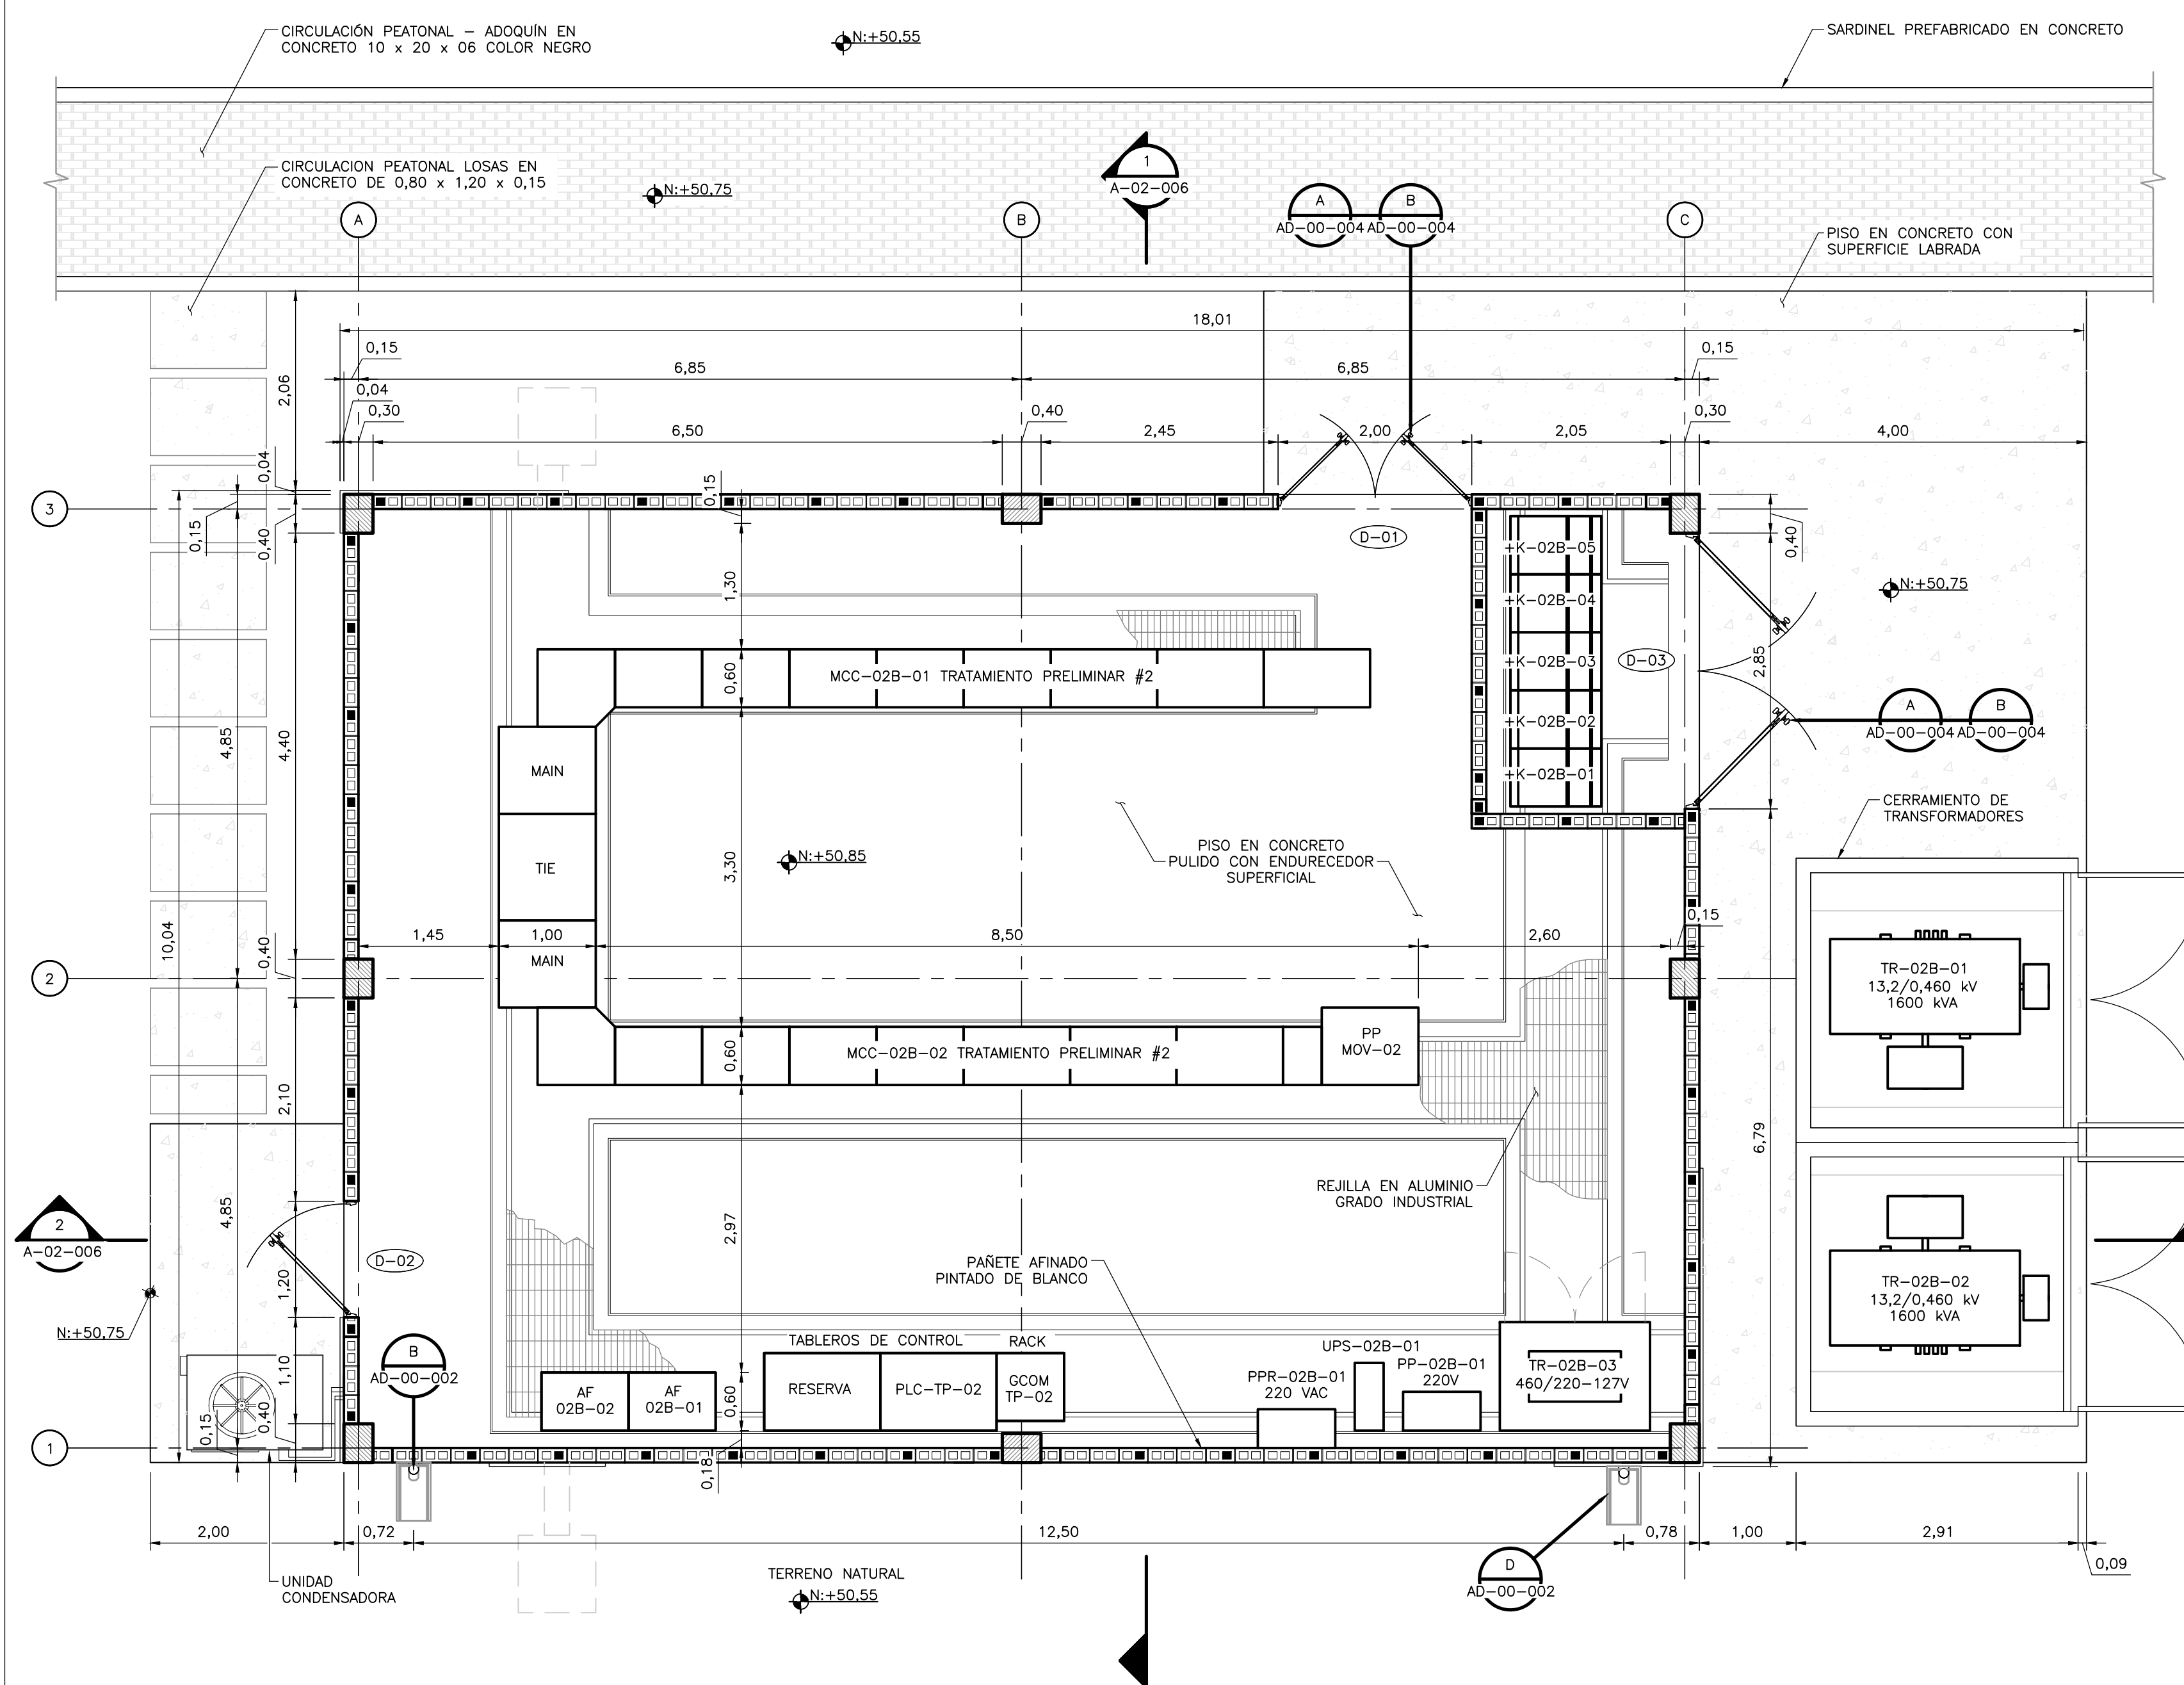 CIRCULACIÓN PEATONAL – ADOQUÍN EN
CONCRETO 10 x 20 x 06 COLOR NEGRO
N:+50,55
SARDINEL PREFABRICADO EN CONCRETO
CIRCULACION PEATONAL LOSAS EN
CONCRETO DE 0,80 x 1,20 x 0,15
N:+50,75
1
A-02-006
A
AD-00-004
B
AD-00-004
A
B
C
PISO EN CONCRETO CON
SUPERFICIE LABRADA
18,01
0,15
6,85
6,85
0,15
2,06
0,04
0,30
6,50
0,40
2,45
2,00
2,05
0,30
4,00
0,04
0,15
3
0,15
0,40
D-01
0,40
1,30
+K-02B-05
+K-02B-04
+K-02B-03
+K-02B-02
+K-02B-01
N:+50,75
D-03
2,85
0,60
MCC-02B-01 TRATAMIENTO PRELIMINAR #2
A
AD-00-004
B
AD-00-004
4,85
4,40
MAIN
TIE
MAIN
CERRAMIENTO DE
TRANSFORMADORES
3,30
N:+50,85
PISO EN CONCRETO
PULIDO CON ENDURECEDOR
SUPERFICIAL
10,04
0,40
1,45
1,00
8,50
2,60
0,15
2
TR-02B-01
13,2/0,460 kV
1600 kVA
0,60
MCC-02B-02 TRATAMIENTO PRELIMINAR #2
PP
MOV-02
2,10
6,79
REJILLA EN ALUMINIO
GRADO INDUSTRIAL
4,85
2,97
2
A-02-006
D-02
1,20
PAÑETE AFINADO
PINTADO DE BLANCO
TR-02B-02
13,2/0,460 kV
1600 kVA
N:+50,75
B
AD-00-002
1,10
TABLEROS DE CONTROL
RACK
UPS-02B-01
PPR-02B-01
220 VAC
PP-02B-01
220V
TR-02B-03
460/220-127V
AF
02B-02
AF
02B-01
0,60
RESERVA
PLC-TP-02
GCOM
TP-02
0,15
0,40
1
0,18
2,00
0,72
12,50
0,78
1,00
2,91
0,09
UNIDAD
CONDENSADORA
TERRENO NATURAL
N:+50,55
D
AD-00-002